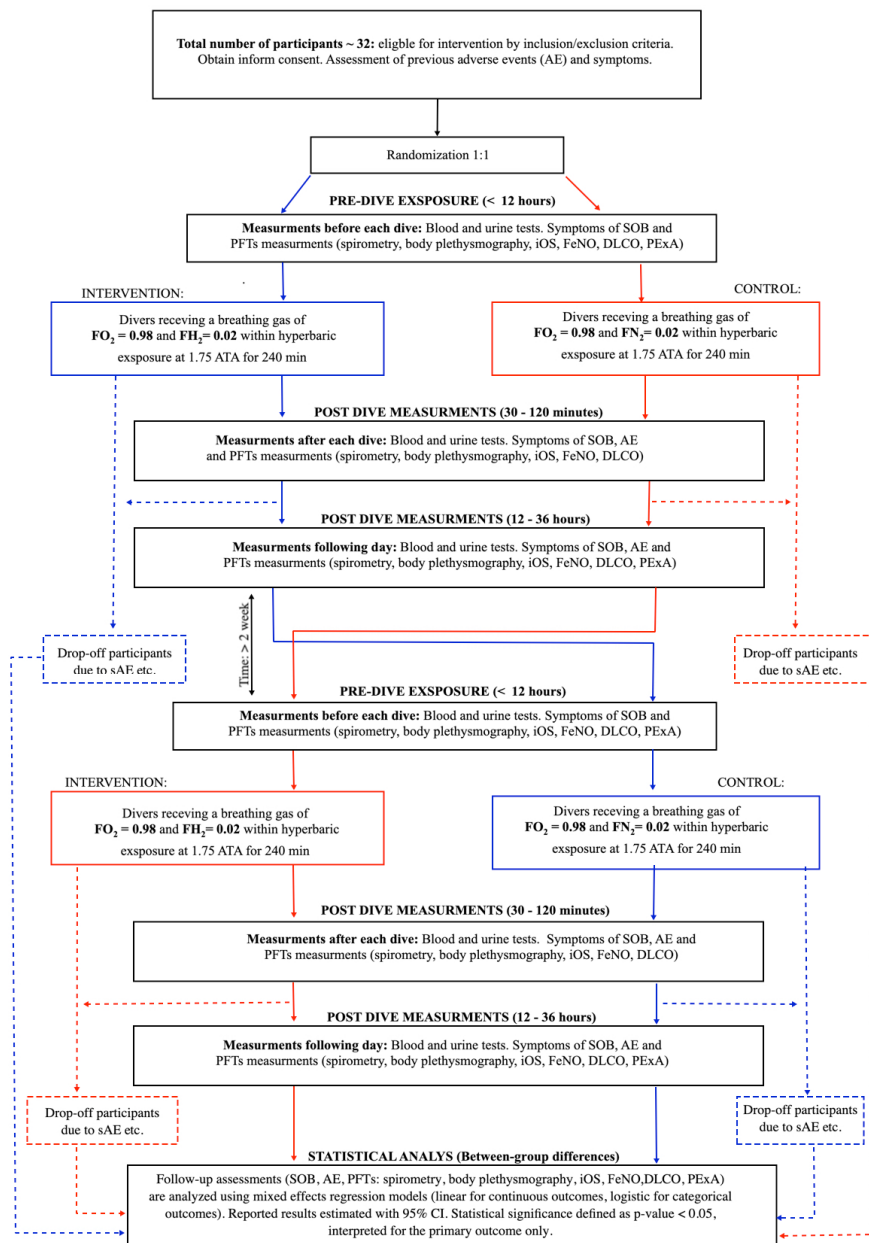 Total number of participants ~ 32: eligble for intervention by inclusion/exclusion criteria.
Obtain inform consent. Assessment of previous adverse events (AE) and symptoms.
Randomization 1:1
PRE-DIVE EXSPOSURE (< 12 hours)
Measurments before each dive: Blood and urine tests. Symptoms of SOB and
PFTs measurments (spirometry, body plethysmography, iOS, FeNO, DLCO, PExA)
INTERVENTION:
CONTROL:
Divers receving a breathing gas of
FO₂ = 0.98 and FH₂= 0.02 within hyperbaric
exsposure at 1.75 ATA for 240 min
Divers receving a breathing gas of
FO₂ = 0.98 and FN₂= 0.02 within hyperbaric
exsposure at 1.75 ATA for 240 min
POST DIVE MEASURMENTS (30 - 120 minutes)
Measurments after each dive: Blood and urine tests. Symptoms of SOB, AE
and PFTs measurments (spirometry, body plethysmography, iOS, FeNO, DLCO)
POST DIVE MEASURMENTS (12 - 36 hours)
Measurments following day: Blood and urine tests. Symptoms of SOB, AE and
PFTs measurments (spirometry, body plethysmography, iOS, FeNO, DLCO, PExA)
Time: > 2 week
Drop-off participants
due to sAE etc.
Drop-off participants
due to sAE etc.
PRE-DIVE EXSPOSURE (< 12 hours)
Measurments before each dive: Blood and urine tests. Symptoms of SOB and
PFTs measurments (spirometry, body plethysmography, iOS, FeNO, DLCO, PExA)
INTERVENTION:
CONTROL:
Divers receving a breathing gas of
FO₂ = 0.98 and FH₂= 0.02 within hyperbaric
exsposure at 1.75 ATA for 240 min
Divers receving a breathing gas of
FO₂ = 0.98 and FN₂= 0.02 within hyperbaric
exsposure at 1.75 ATA for 240 min
POST DIVE MEASURMENTS (30 - 120 minutes)
Measurments after each dive: Blood and urine tests. Symptoms of SOB, AE and
PFTs measurments (spirometry, body plethysmography, iOS, FeNO, DLCO)
POST DIVE MEASURMENTS (12 - 36 hours)
Measurments following day: Blood and urine tests. Symptoms of SOB, AE and
PFTs measurments (spirometry, body plethysmography, iOS, FeNO, DLCO, PExA)
Drop-off participants
due to sAE etc.
Drop-off participants
due to sAE etc.
STATISTICAL ANALYS (Between-group differences)
Follow-up assessments (SOB, AE, PFTs: spirometry, body plethysmography, iOS, FeNO,DLCO, PExA)
are analyzed using mixed effects regression models (linear for continuous outcomes, logistic for categorical
outcomes). Reported results estimated with 95% CI. Statistical significance defined as p-value < 0.05,
interpreted for the primary outcome only.